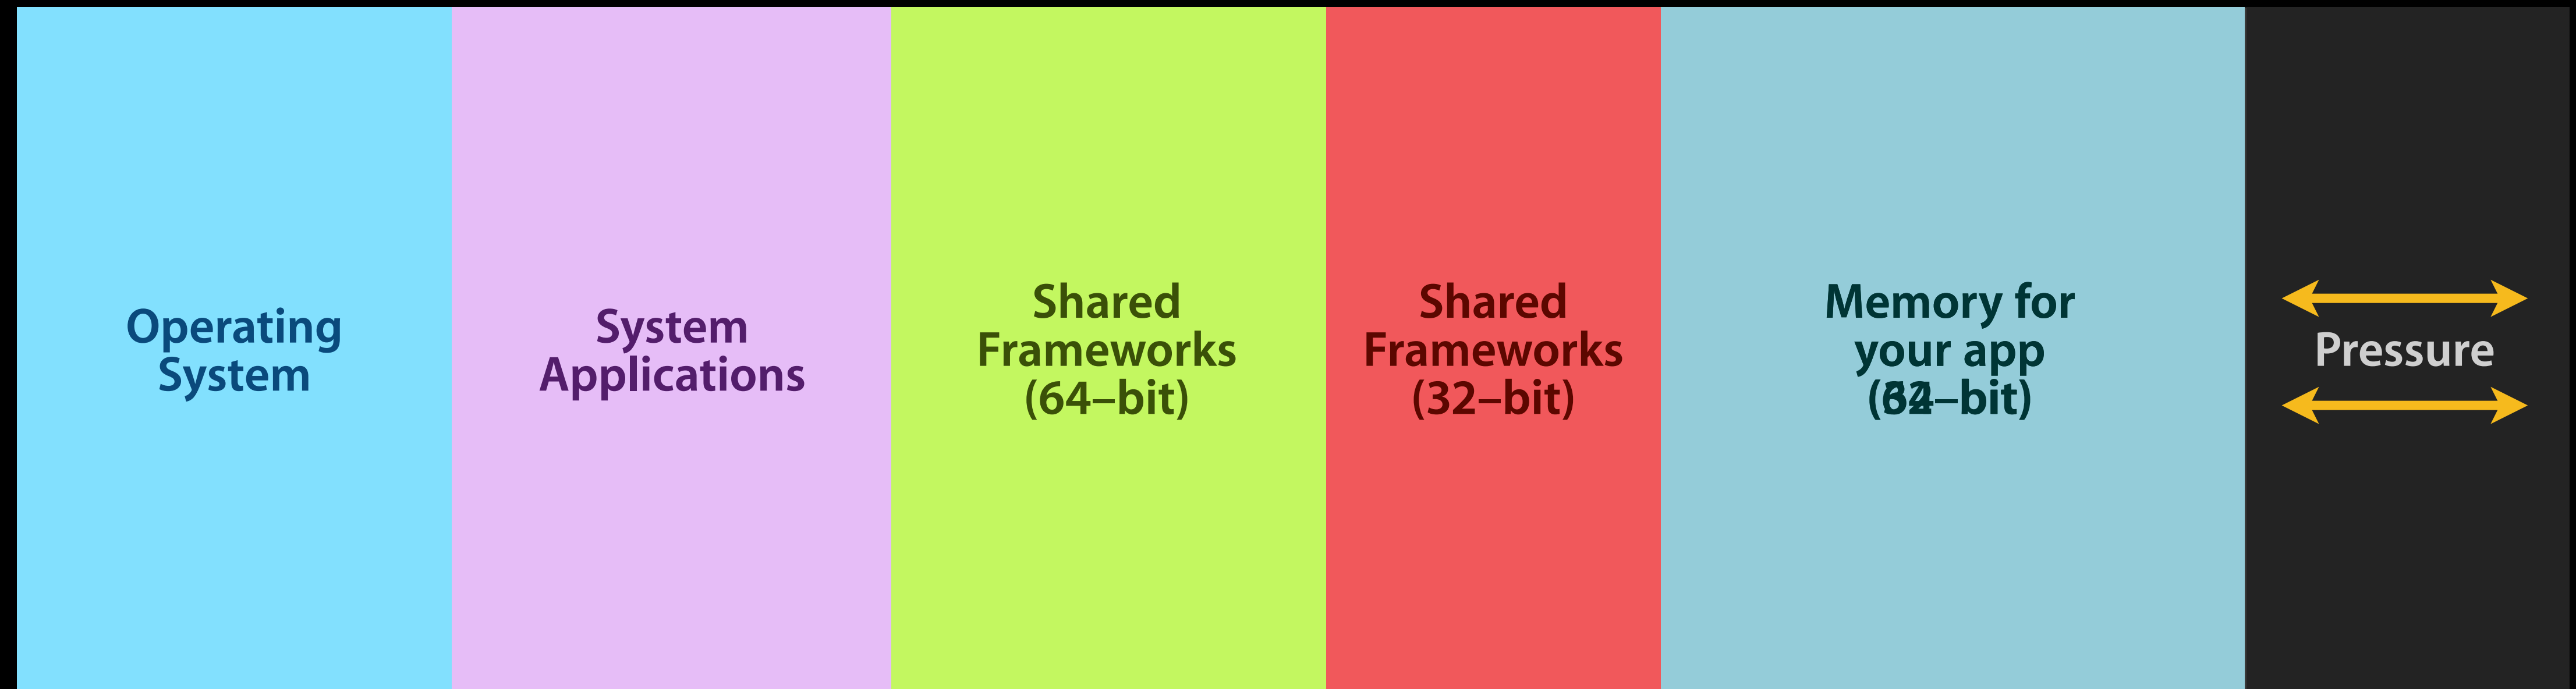 Operating
System
System
Applications
Shared
Frameworks
(64–bit)
Shared
Frameworks
(32–bit)
Memory for
your app
–bit)
Pressure